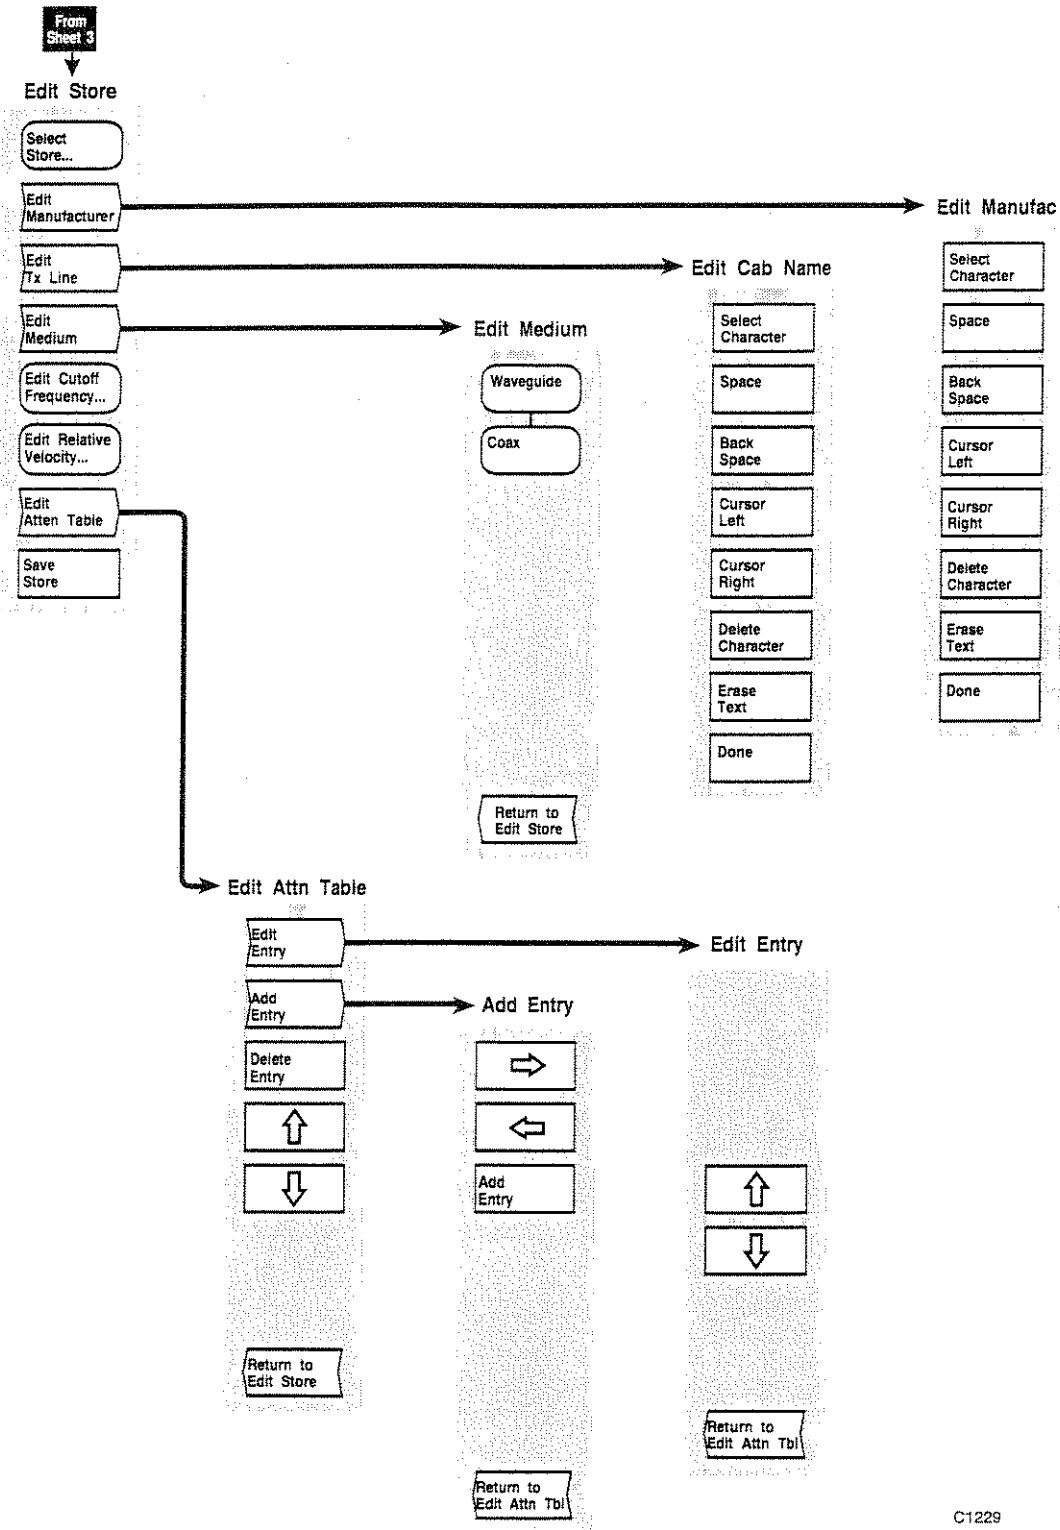 From
Sheet 3
Edit Store
Select
Store...
Edit
Manufacturer
Edit
Tx Line
Edit
Medium
Edit Cutoff
Frequency...
Edit Relative
Velocity...
Edit
Atten Table
Save
Store
Edit Medium
Waveguide
Coax
Return to
Edit Store
Edit Cab Name
Select
Character
Space
Back
Space
Cursor
Left
Cursor
Right
Delete
Character
Erase
Text
Done
Edit Manufac
Select
Character
Space
Back
Space
Cursor
Left
Cursor
Right
Delete
Character
Erase
Text
Done
Edit Attn Table
Edit
Entry
Add
Entry
Delete
Entry
Return to
Edit Store
Add Entry
Add
Entry
Return to
Edit Attn Tbl
Edit Entry
Return to
Edit Attn Tbl
C1229